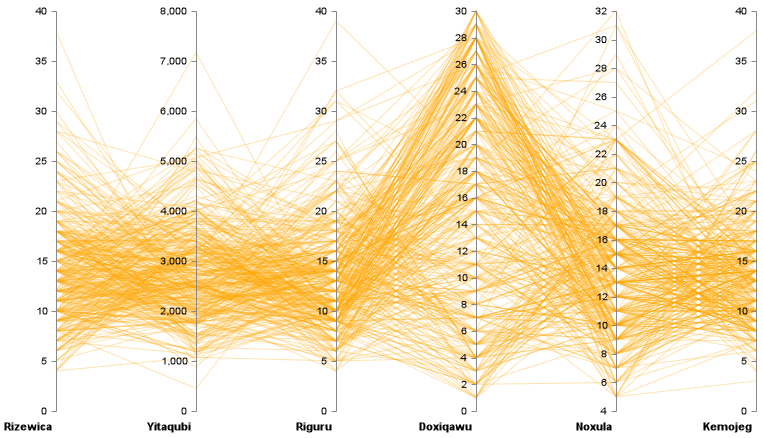 40 8,000 40 30 32 40
28 30
35 7,000 35 28 35
26 26
30 6,000 30 24 24 30
22 22
25 5,000 25 20 25
18 20
20 4,000 20 16 18 20
14 16
15 3,000 15 12 14 15
10 12
10 2,000 10 8 10 10
6 8
5 1,000 5 4 6 5
2
0 0 0 0 4 0
Rizewica Yitaqubi Riguru Doxiqawu Noxula Kemojeg